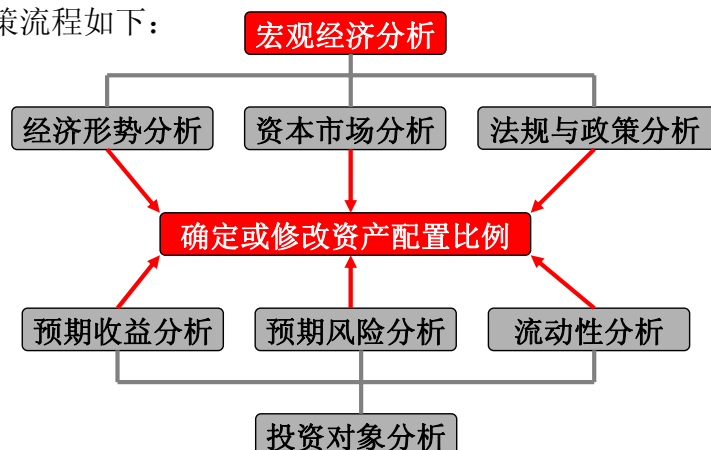 策流程如下：
宏观经济分析
经济形势分析 资本市场分析 法规与政策分析
确定或修改资产配置比例
预期收益分析 预期风险分析 流动性分析
投资对象分析